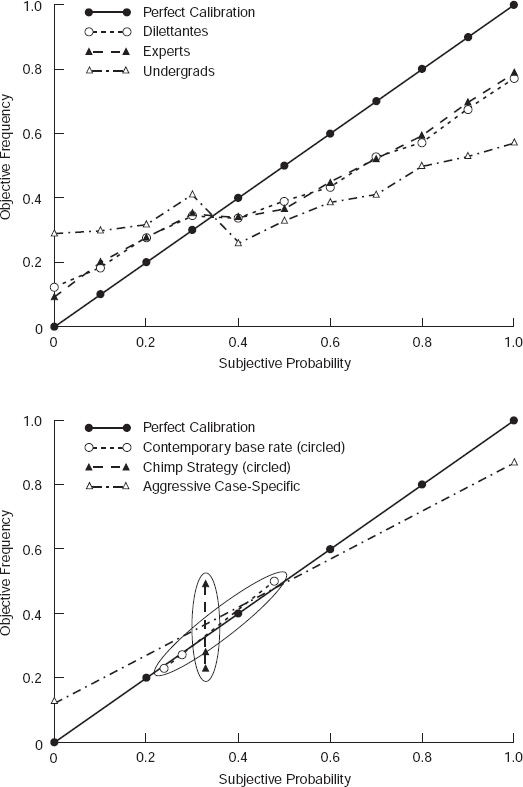 1.0
Perfect Calibration
Dilettantes
Experts
Undergrads
0.8
0.6
0.4
0.2
0
Objective Frequency
0 0.2 0.4 0.6 0.8 1.0
Subjective Probability
1.0
Perfect Calibration
Contemporary base rate (circled)
Chimp Strategy (circled)
Aggressive Case-Specific
0.8
0.6
0.4
0.2
0
Objective Frequency
0 0.2 0.4 0.6 0.8 1.0
Subjective Probability